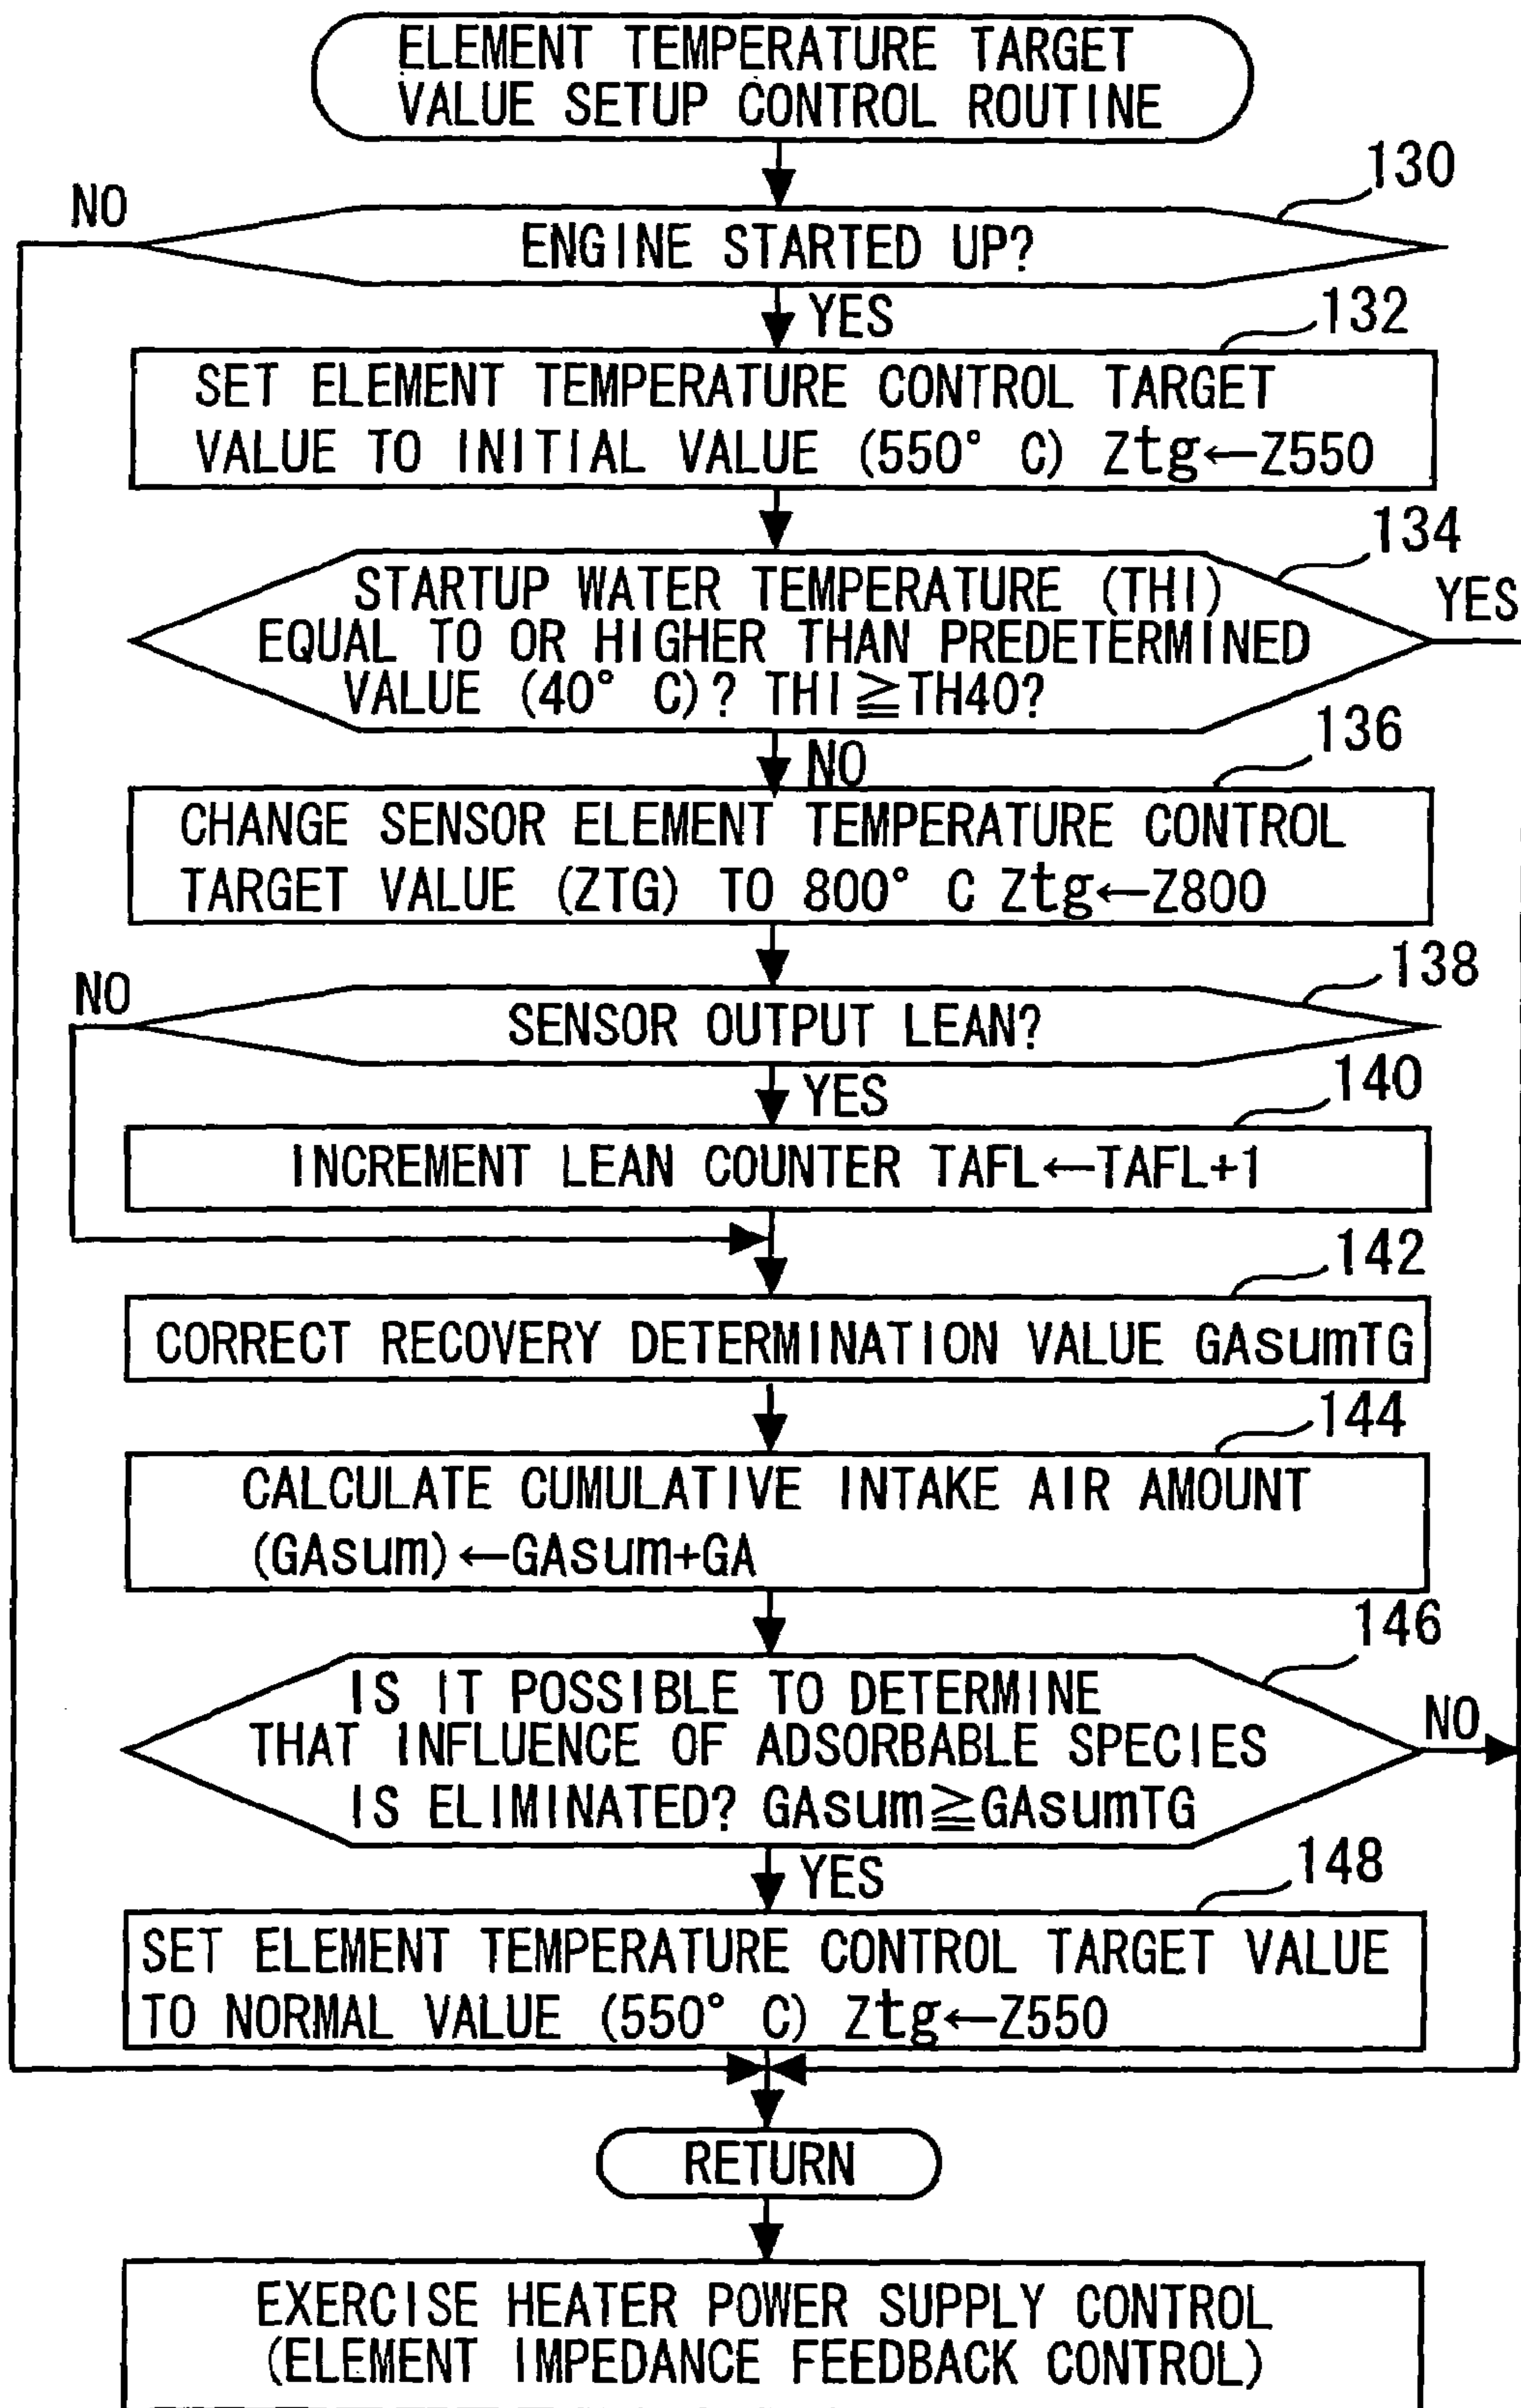 ELEMENT TEMPERATURE TARGET
VALUE SETUP CONTROL ROUTINE
130
NO
ENGINE STARTED UP?
YES
132
SET ELEMENT TEMPERATURE CONTROL TARGET
VALUE TO INITIAL VALUE (550° C) Ztg←Z550
134
STARTUP WATER TEMPERATURE (THI)
EQUAL TO OR HIGHER THAN PREDETERMINED
VALUE (40° C)? THI≧TH40?
YES
NO
136
CHANGE SENSOR ELEMENT TEMPERATURE CONTROL
TARGET VALUE (ZTG) TO 800° C Ztg←Z800
138
NO
SENSOR OUTPUT LEAN?
YES
140
INCREMENT LEAN COUNTER TAFL←TAFL+1
142
CORRECT RECOVERY DETERMINATION VALUE GAsumTG
144
CALCULATE CUMULATIVE INTAKE AIR AMOUNT
(GAsum)←GAsum+GA
146
IS IT POSSIBLE TO DETERMINE
THAT INFLUENCE OF ADSORBABLE SPECIES
IS ELIMINATED? GAsum≧GAsumTG
NO
YES
148
SET ELEMENT TEMPERATURE CONTROL TARGET VALUE
TO NORMAL VALUE (550° C) Ztg←Z550
RETURN
EXERCISE HEATER POWER SUPPLY CONTROL
(ELEMENT IMPEDANCE FEEDBACK CONTROL)